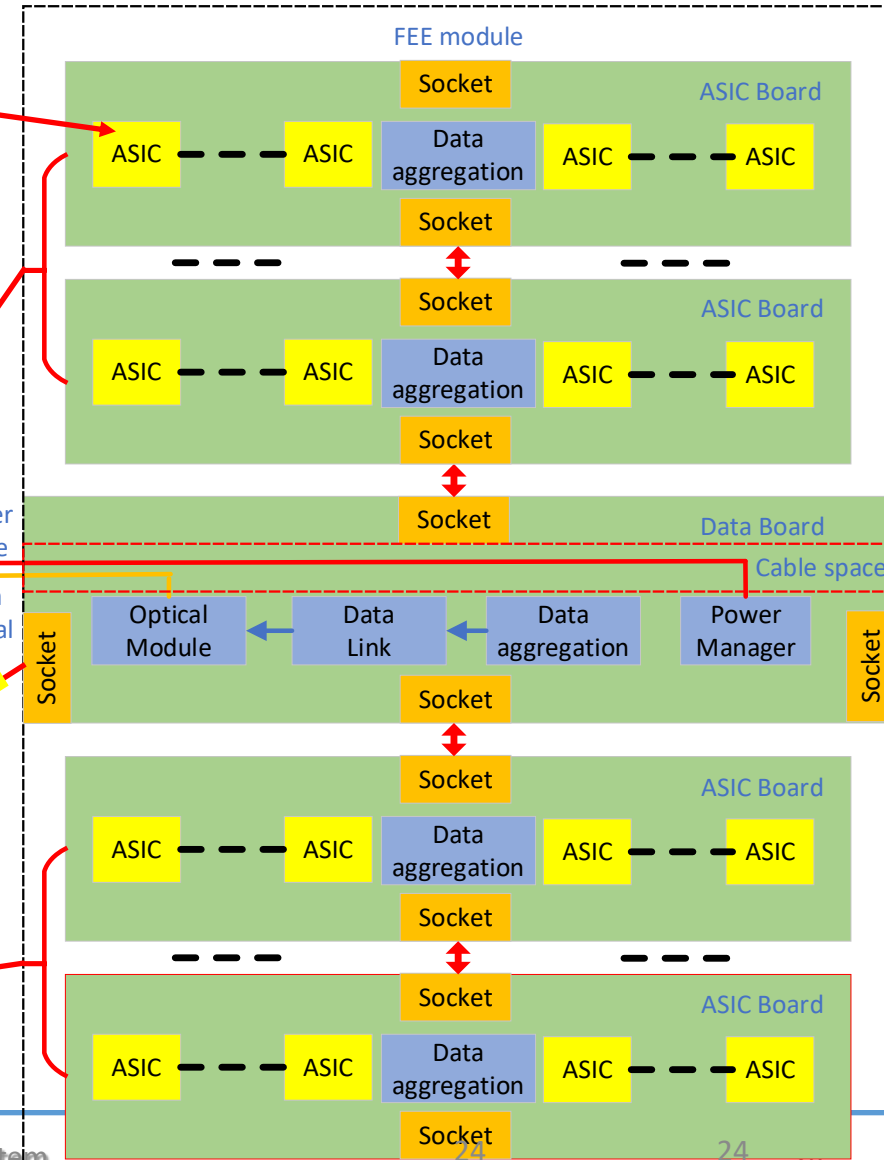 FEE module
Socket
ASIC Board
ASIC
ASIC
Data
aggregation
ASIC
ASIC
Socket
Socket
ASIC Board
ASIC
ASIC
Data
aggregation
ASIC
ASIC
Socket
Socket
Data Board
Cable space
Optical
Module
Data
Link
Data
aggregation
Power
Manager
Socket
Socket
Socket
Socket
ASIC Board
ASIC
ASIC
Data
aggregation
ASIC
ASIC
Socket
Socket
ASIC Board
ASIC
ASIC
Data
aggregation
ASIC
ASIC
Socket
24
24